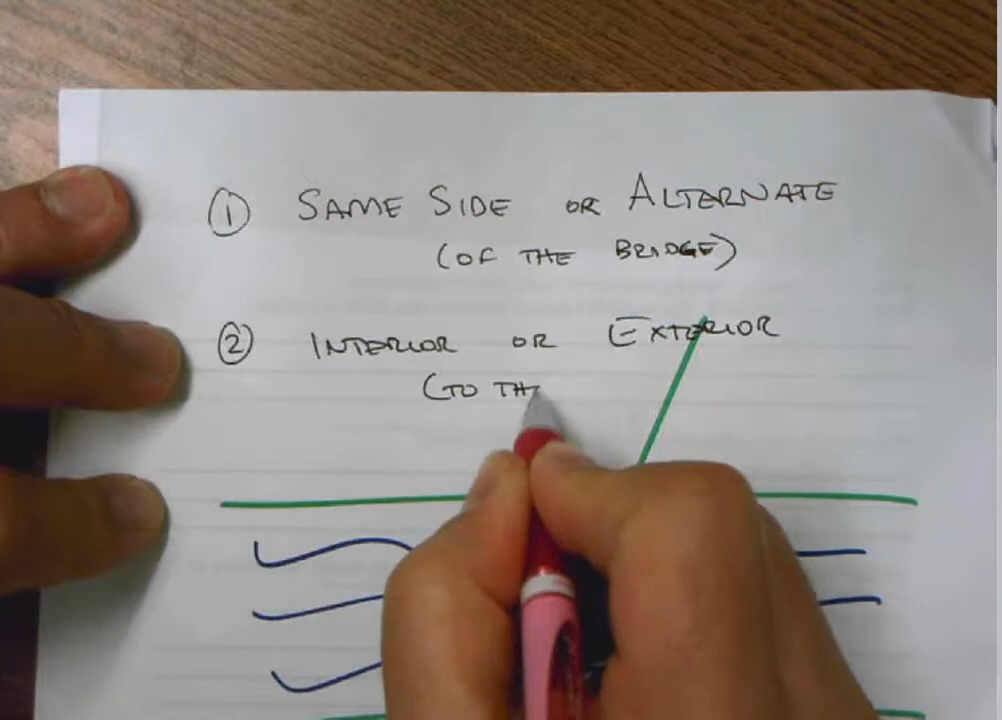 ① SAME SIDE OR ALTERNATE
(OF THE BRIDGE)
② INTERIOR OR EXTERIOR
(TO TH